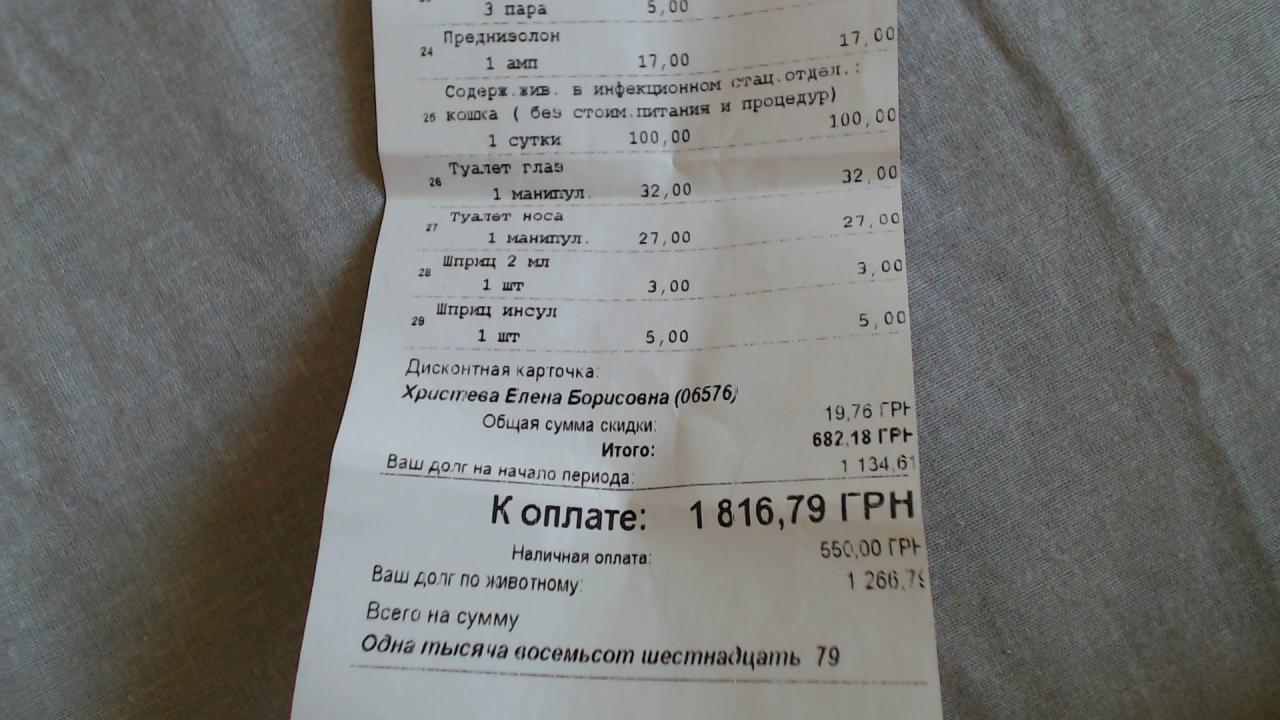 3 пара 5,00
24 Преднизолон 17,00
1 амп 17,00
Содерж.жив. в инфекционном стац.отдел.:
25 кошка ( без стоим.питания и процедур)
1 сутки 100,00 100,00
26 Туалет глаз
1 манипул. 32,00 32,00
27 Туалет носа
1 манипул. 27,00 27,00
28 Шприц 2 мл
1 шт 3,00 3,00
29 Шприц инсул
1 шт 5,00 5,00
Дисконтная карточка:
Христева Елена Борисовна (06576)
Общая сумма скидки: 19,76 ГРН
Итого: 682,18 ГРН
Ваш долг на начало периода: 1 134,61
К оплате: 1 816,79 ГРН
Наличная оплата: 550,00 ГРН
Ваш долг по животному: 1 266,79
Всего на сумму
Одна тысяча восемьсот шестнадцать 79